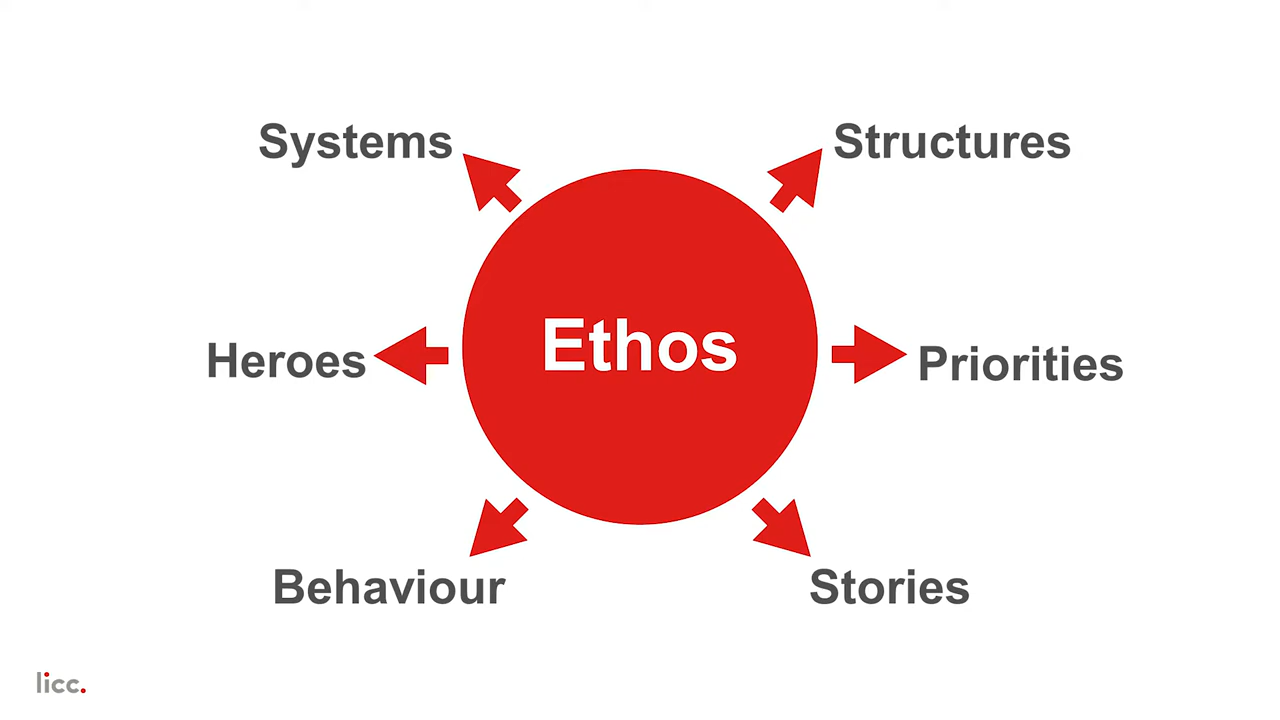 Systems
Structures
Ethos
Heroes
Priorities
Behaviour
Stories
licc.